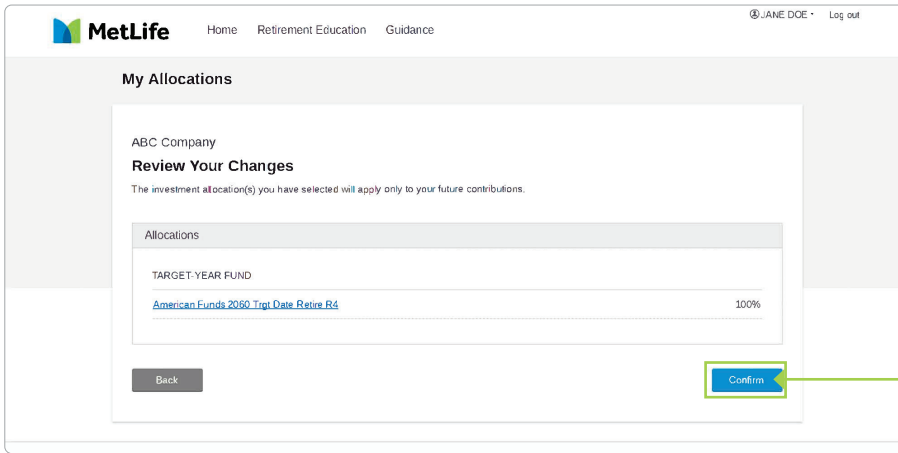 JANE DOE
Log out
MetLife
Home
Retirement Education
Guidance
My Allocations
ABC Company
Review Your Changes
The investment allocation(s) you have selected will apply only to your future contributions.
Allocations
TARGET-YEAR FUND
American Funds 2060 Trgt Date Retire R4
100%
Back
Confirm